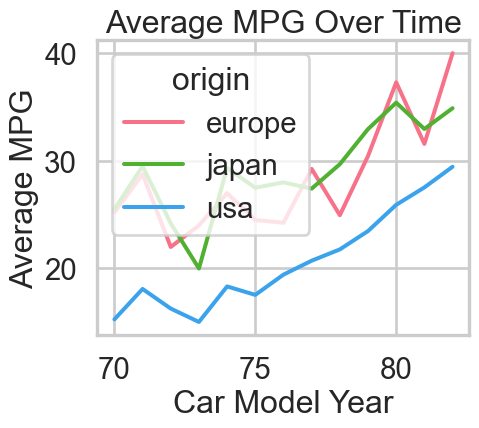 Average MPG Over Time
Average MPG
40
30
20
origin
europe
japan
usa
70
75
80
Car Model Year